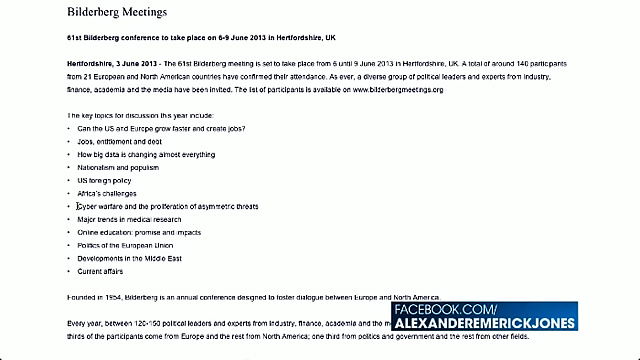 Bilderberg Meetings
61st Bilderberg conference to take place on 6-9 June 2013 in Hertfordshire, UK
Hertfordshire, 3 June 2013 - The 61st Bilderberg meeting is set to take place from 6 until 9 June in Hertfordshire, UK. A total of around 140 participants
from 21 European and North American countries have confirmed their attendance. As ever, a diverse group of political leaders and experts from industry,
finance, academia and the media have been invited. The list of participants is available on www.bilderbergmeetings.org
The key topics for discussion this year include:
• Can the US and Europe grow faster and create jobs?
• Jobs, entitlement and debt
• How big data is changing almost everything
• Nationalism and populism
• US foreign policy
• Africa's challenges
• Cyber warfare and the proliferation of asymmetric threats
• Major trends in medical research
• Online education: promise and impacts
• Politics of the European Union
• Developments in the Middle East
• Current affairs
Founded in 1954, Bilderberg is an annual conference designed to foster dialogue between Europe and North America.
FACEBOOK.COM/
ALEXANDEREMERICKJONES
Every year, between 120-150 political leaders and experts from industry, finance, academia and the
thirds of the participants come from Europe and the rest from North America; one third from politics and government and the rest from other fields.